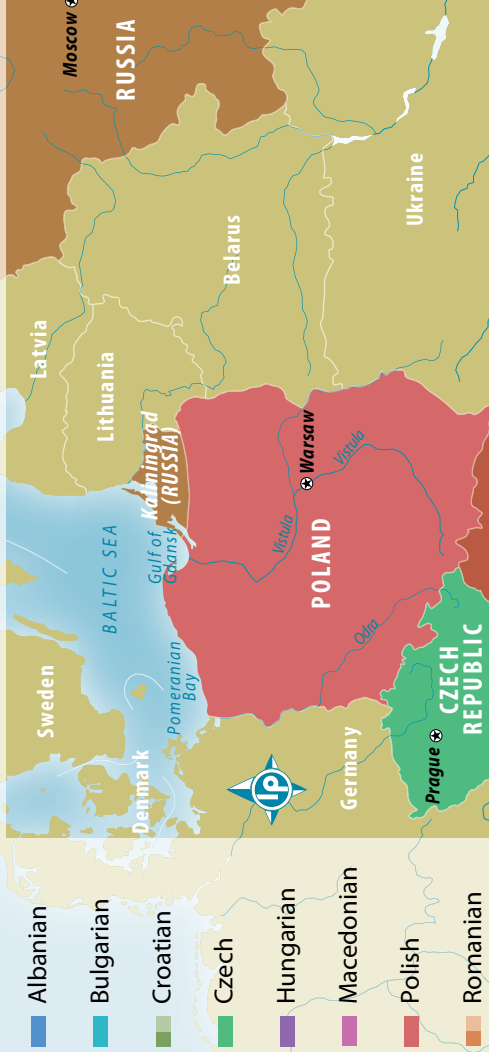 Albanian
Bulgarian
Croatian
Czech
Hungarian
Macedonian
Polish
Romanian
Sweden
Denmark
BALTIC SEA
Pomeranian
Bay
Gulf of
Gdansk
Kaliningrad
(RUSSIA)
Latvia
Lithuania
Moscow
RUSSIA
Belarus
Ukraine
Germany
POLAND
Warsaw
Vistula
Vistula
Odra
Prague
CZECH
REPUBLIC
lp